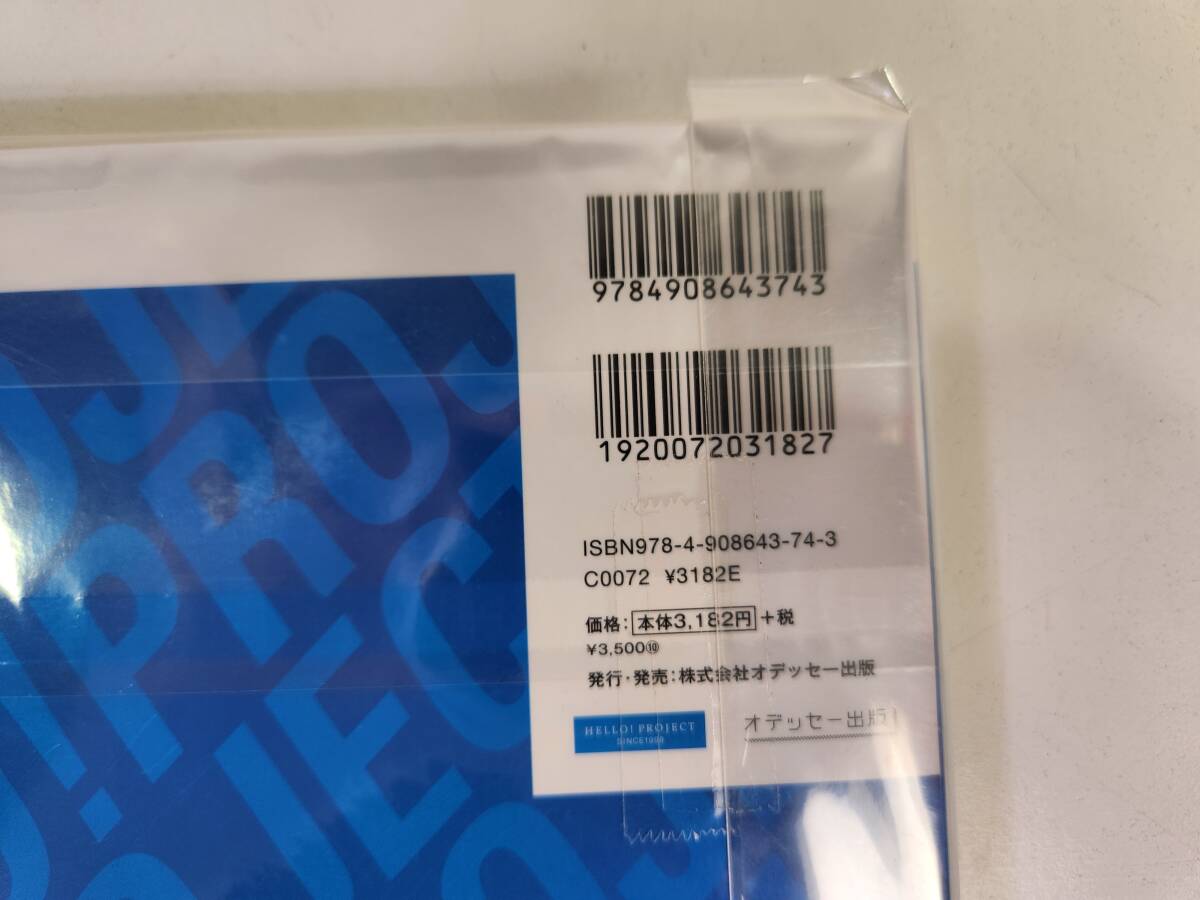 9784908643743
1920072031827
ISBN978-4-908643-74-3
C0072 ¥3182E
価格:本体3,182円+税
¥3,500⑩
発行・発売:株式会社オデッセー出版
HELLO! PROJECT
SINCE1998
オデッセー出版
PROJECT